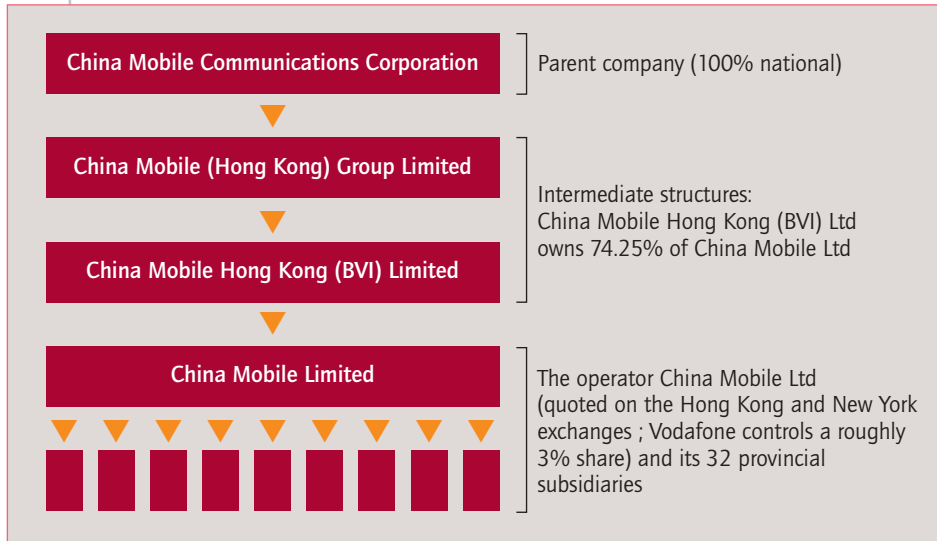 China Mobile Communications Corporation
Parent company (100% national)
China Mobile (Hong Kong) Group Limited
China Mobile Hong Kong (BVI) Limited
Intermediate structures:
China Mobile Hong Kong (BVI) Ltd
owns 74.25% of China Mobile Ltd
China Mobile Limited
The operator China Mobile Ltd
(quoted on the Hong Kong and New York
exchanges ; Vodafone controls a roughly
3% share) and its 32 provincial
subsidiaries